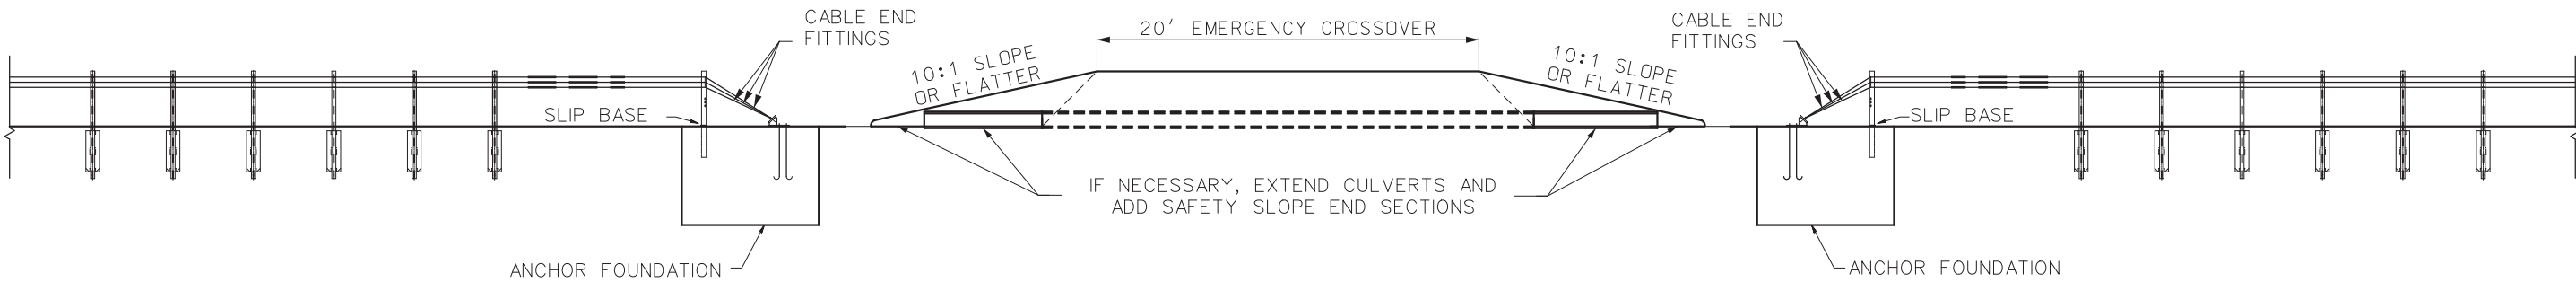 CABLE END
FITTINGS
10:1 SLOPE
OR FLATTER
20' EMERGENCY CROSSOVER
10:1 SLOPE
OR FLATTER
CABLE END
FITTINGS
SLIP BASE
SLIP BASE
IF NECESSARY, EXTEND CULVERTS AND
ADD SAFETY SLOPE END SECTIONS
ANCHOR FOUNDATION
ANCHOR FOUNDATION